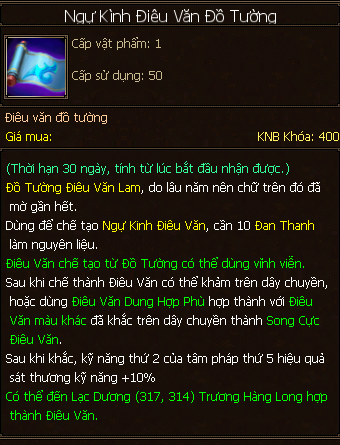 Ngự Kình Điêu Văn Đồ Tường
Cấp vật phẩm: 1
Cấp sử dụng: 50
Điêu văn đồ tường
Giá mua: KNB Khóa: 400
(Thời hạn 30 ngày, tính từ lúc bắt đầu nhận được.)
Đồ Tường Điêu Văn Lam, do lâu năm nên chữ trên đó đã
mờ gần hết.
Dùng để chế tạo Ngự Kinh Điêu Văn, cần 10 Đan Thanh
làm nguyên liệu.
Điêu Văn chế tạo từ Đồ Tường có thể dùng vĩnh viễn.
Sau khi chế thành Điêu Văn có thể khảm trên dây chuyền,
hoặc dùng Điêu Văn Dung Hợp Phù hợp thành với Điêu
Văn màu khác đã khắc trên dây chuyền thành Song Cực
Điêu Văn.
Sau khi khắc, kỹ năng thứ 2 của tâm pháp thứ 5 hiệu quả
sát thương kỹ năng +10%
Có thể đến Lạc Dương (317, 314) Trương Hàng Long hợp
thành Điêu Văn.